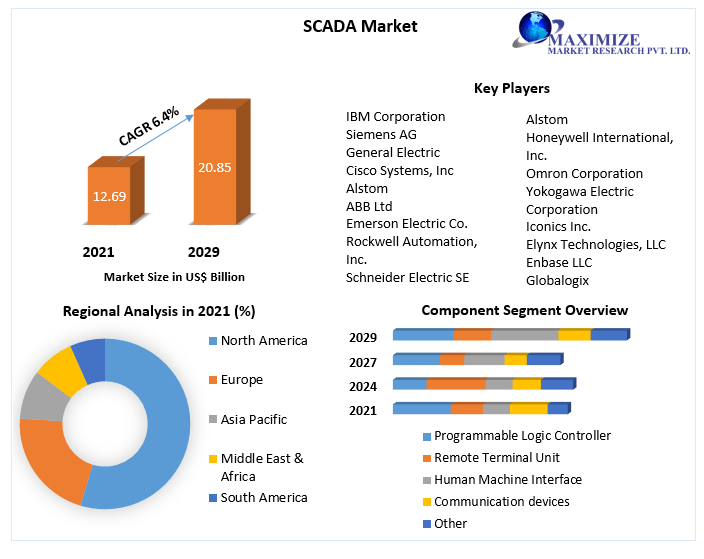 SCADA Market
MAXIMIZE
MARKET RESEARCH PVT. LTD.
CAGR 6.4%
12.69
20.85
2021
2029
Market Size in US$ Billion
Key Players
IBM Corporation
Siemens AG
General Electric
Cisco Systems, Inc
Alstom
ABB Ltd
Emerson Electric Co.
Rockwell Automation,
Inc.
Schneider Electric SE
Alstom
Honeywell International,
Inc.
Omron Corporation
Yokogawa Electric
Corporation
Iconics Inc.
Elynx Technologies, LLC
Enbase LLC
Globalogix
Regional Analysis in 2021 (%)
North America
Europe
Asia Pacific
Middle East &
Africa
South America
Component Segment Overview
2029
2027
2024
2021
Programmable Logic Controller
Remote Terminal Unit
Human Machine Interface
Communication devices
Other